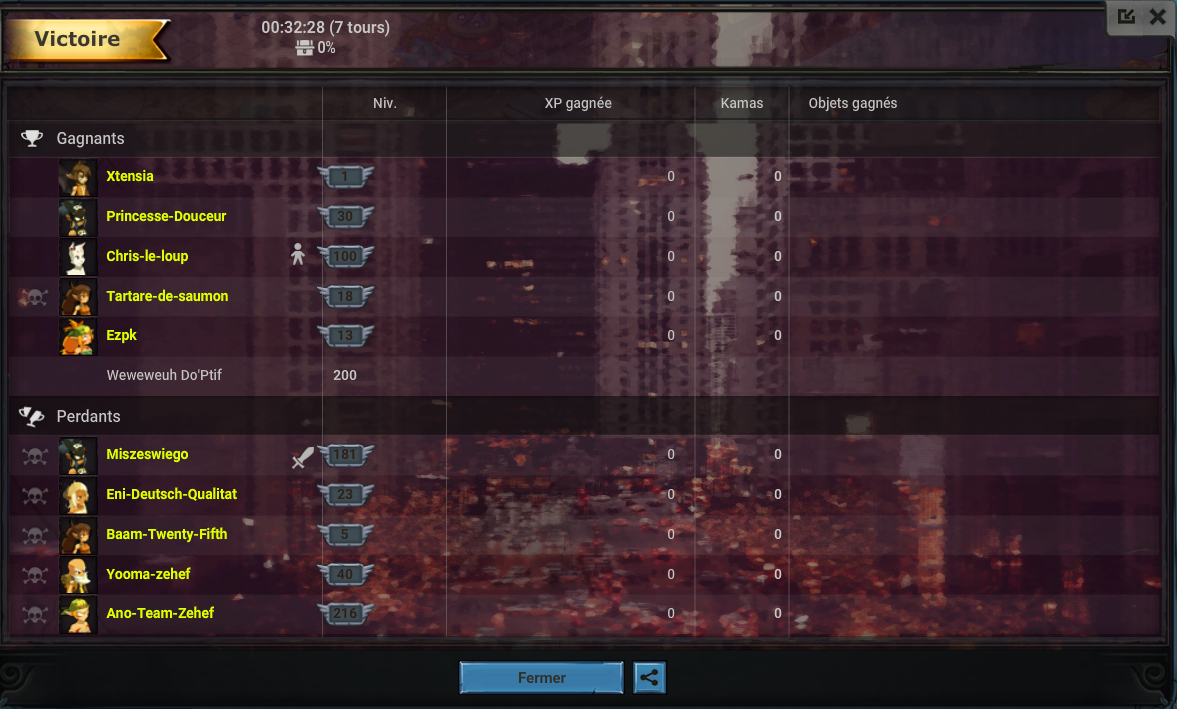 Victoire
00:32:28 (7 tours)
0%
Niv. XP gagnée Kamas Objets gagnés
Gagnants
Xtensia 1 0 0
Princesse-Douceur 30 0 0
Chris-le-loup 100 0 0
Tartare-de-saumon 18 0 0
Ezpk 13 0 0
Weweweuh Do'Ptif 200
Perdants
Miszeswiego 181 0 0
Eni-Deutsch-Qualitat 23 0 0
Baam-Twenty-Fifth 5 0 0
Yooma-zehef 40 0 0
Ano-Team-Zehef 216 0 0
Fermer